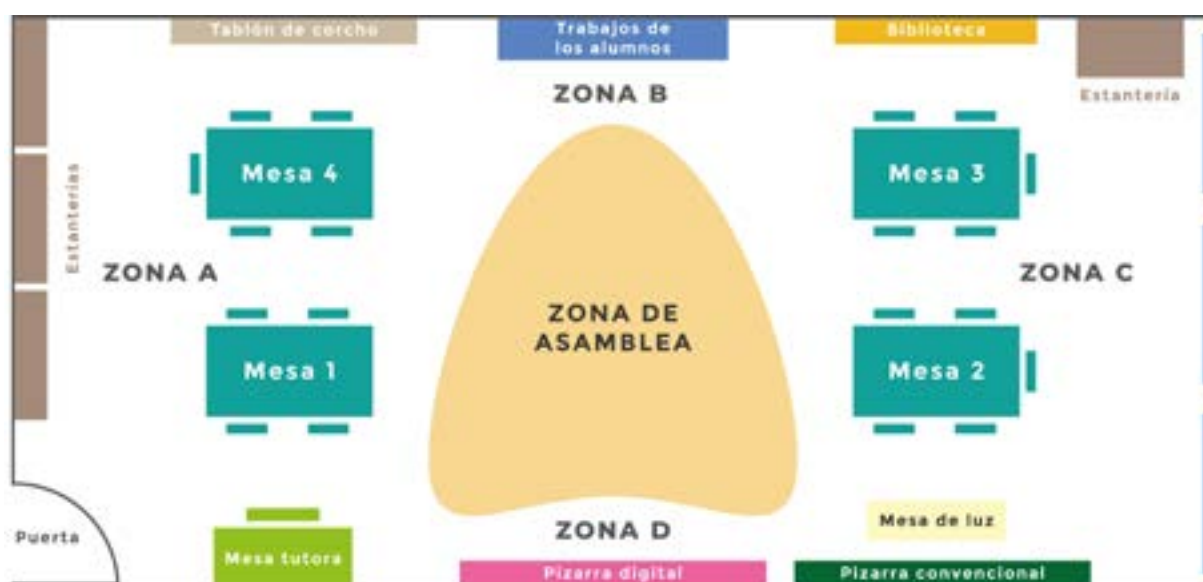 Tablón de corcho
Trabajos de
los alumnos
Biblioteca
ZONA B
Estantería
Mesa 4
Mesa 3
Estanterías
ZONA A
ZONA C
ZONA DE
ASAMBLEA
Mesa 1
Mesa 2
Puerta
Mesa tutora
ZONA D
Mesa de luz
Pizarra digital
Pizarra convencional